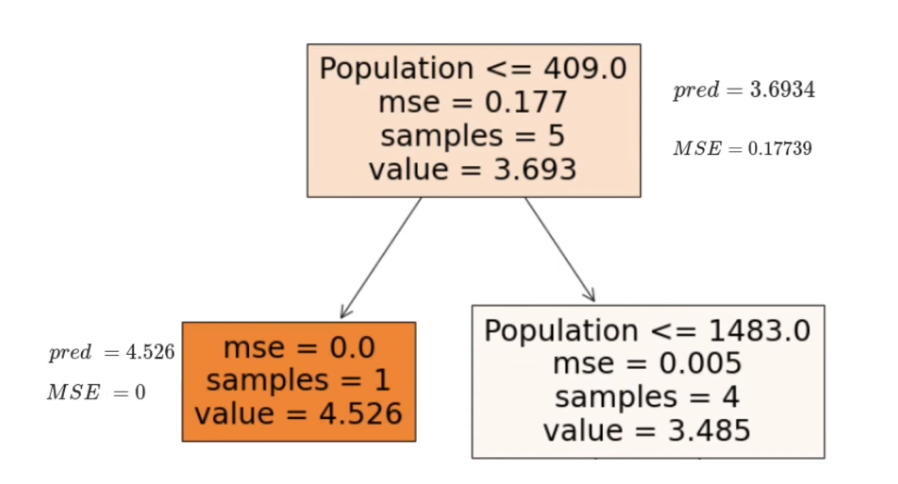 Population <= 409.0
mse = 0.177
samples = 5
value = 3.693
pred = 3.6934
MSE = 0.17739
pred = 4.526
MSE = 0
mse = 0.0
samples = 1
value = 4.526
Population <= 1483.0
mse = 0.005
samples = 4
value = 3.485